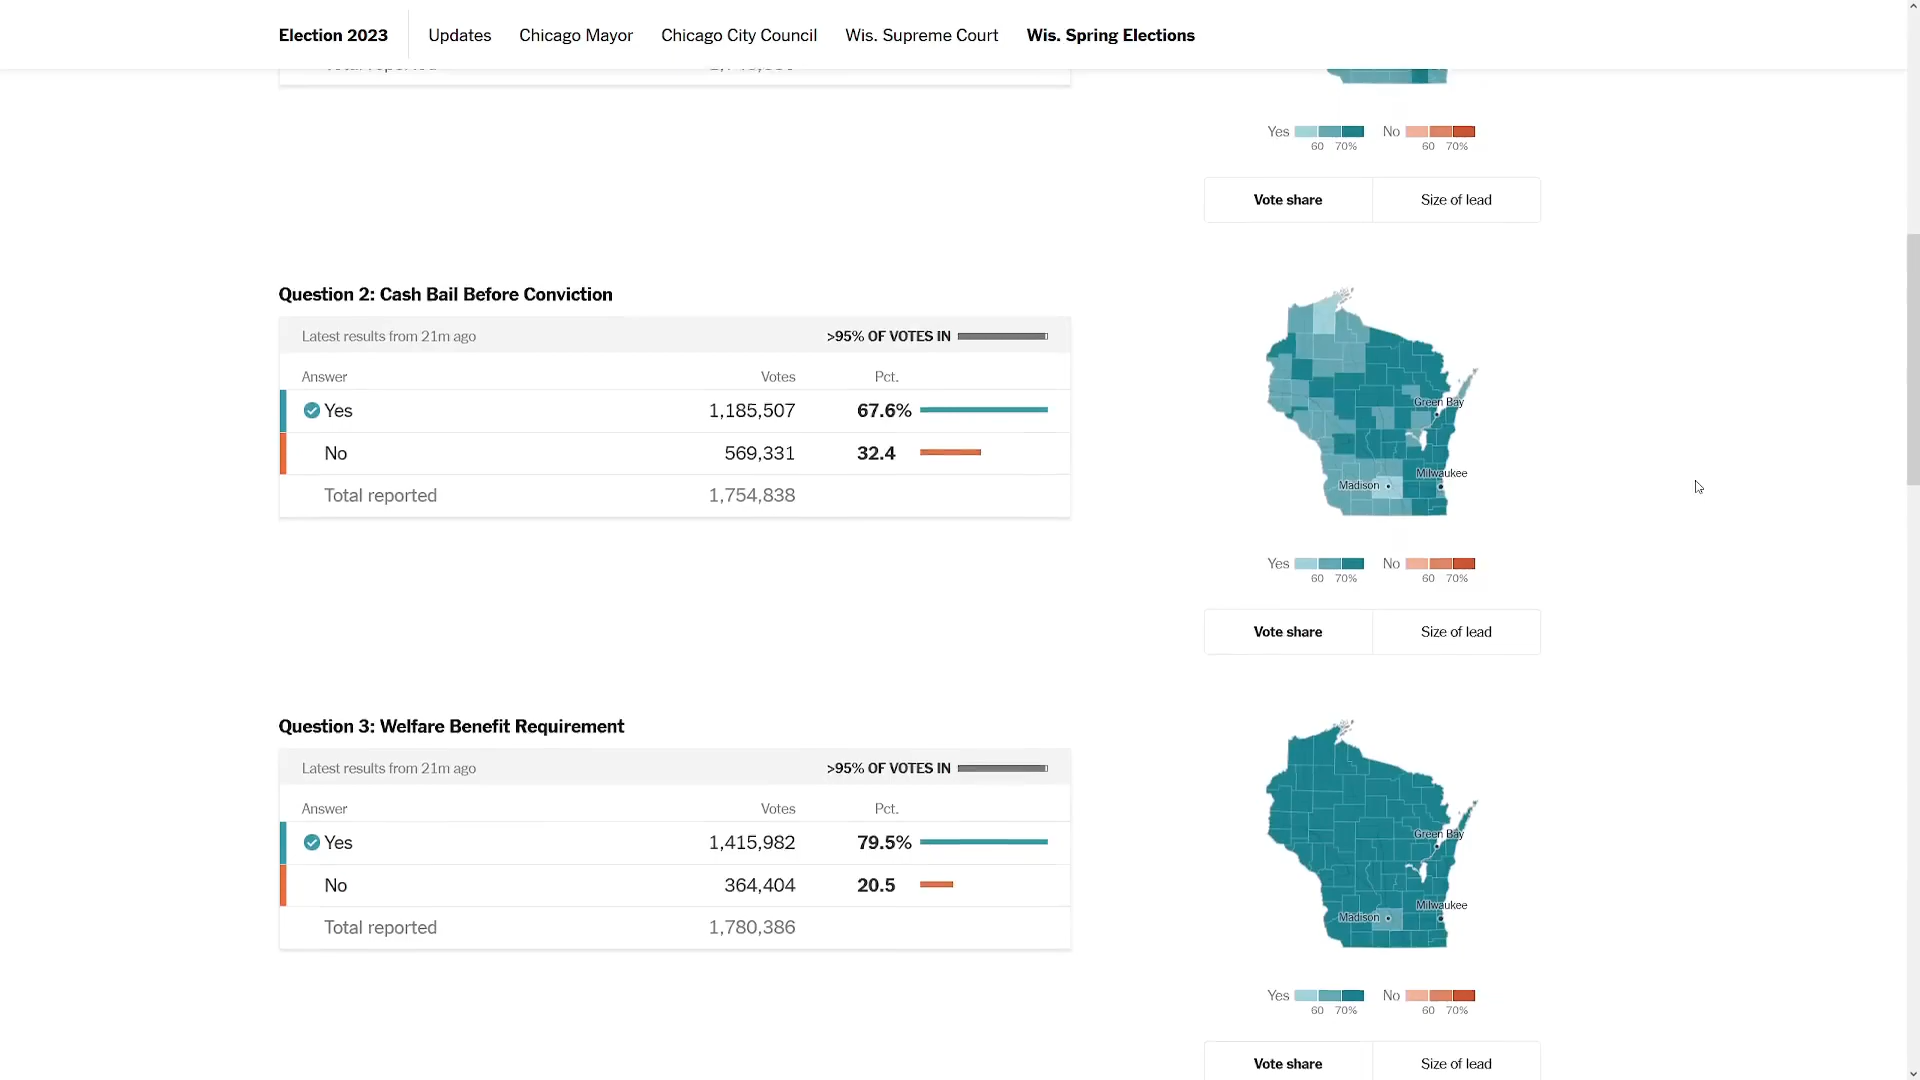 Election 2023 Updates Chicago Mayor Chicago City Council Wis. Supreme Court Wis. Spring Elections
Total reported
Yes No
60 70% 60 70%
Vote share Size of lead
Question 2: Cash Bail Before Conviction
Latest results from 21m ago >95% OF VOTES IN
Answer Votes Pct.
Yes 1,185,507 67.6%
No 569,331 32.4
Total reported 1,754,838
Green Bay
Milwaukee
Madison
Yes No
60 70% 60 70%
Vote share Size of lead
Question 3: Welfare Benefit Requirement
Latest results from 21m ago >95% OF VOTES IN
Answer Votes Pct.
Yes 1,415,982 79.5%
No 364,404 20.5
Total reported 1,780,386
Green Bay
Milwaukee
Madison
Yes No
60 70% 60 70%
Vote share Size of lead